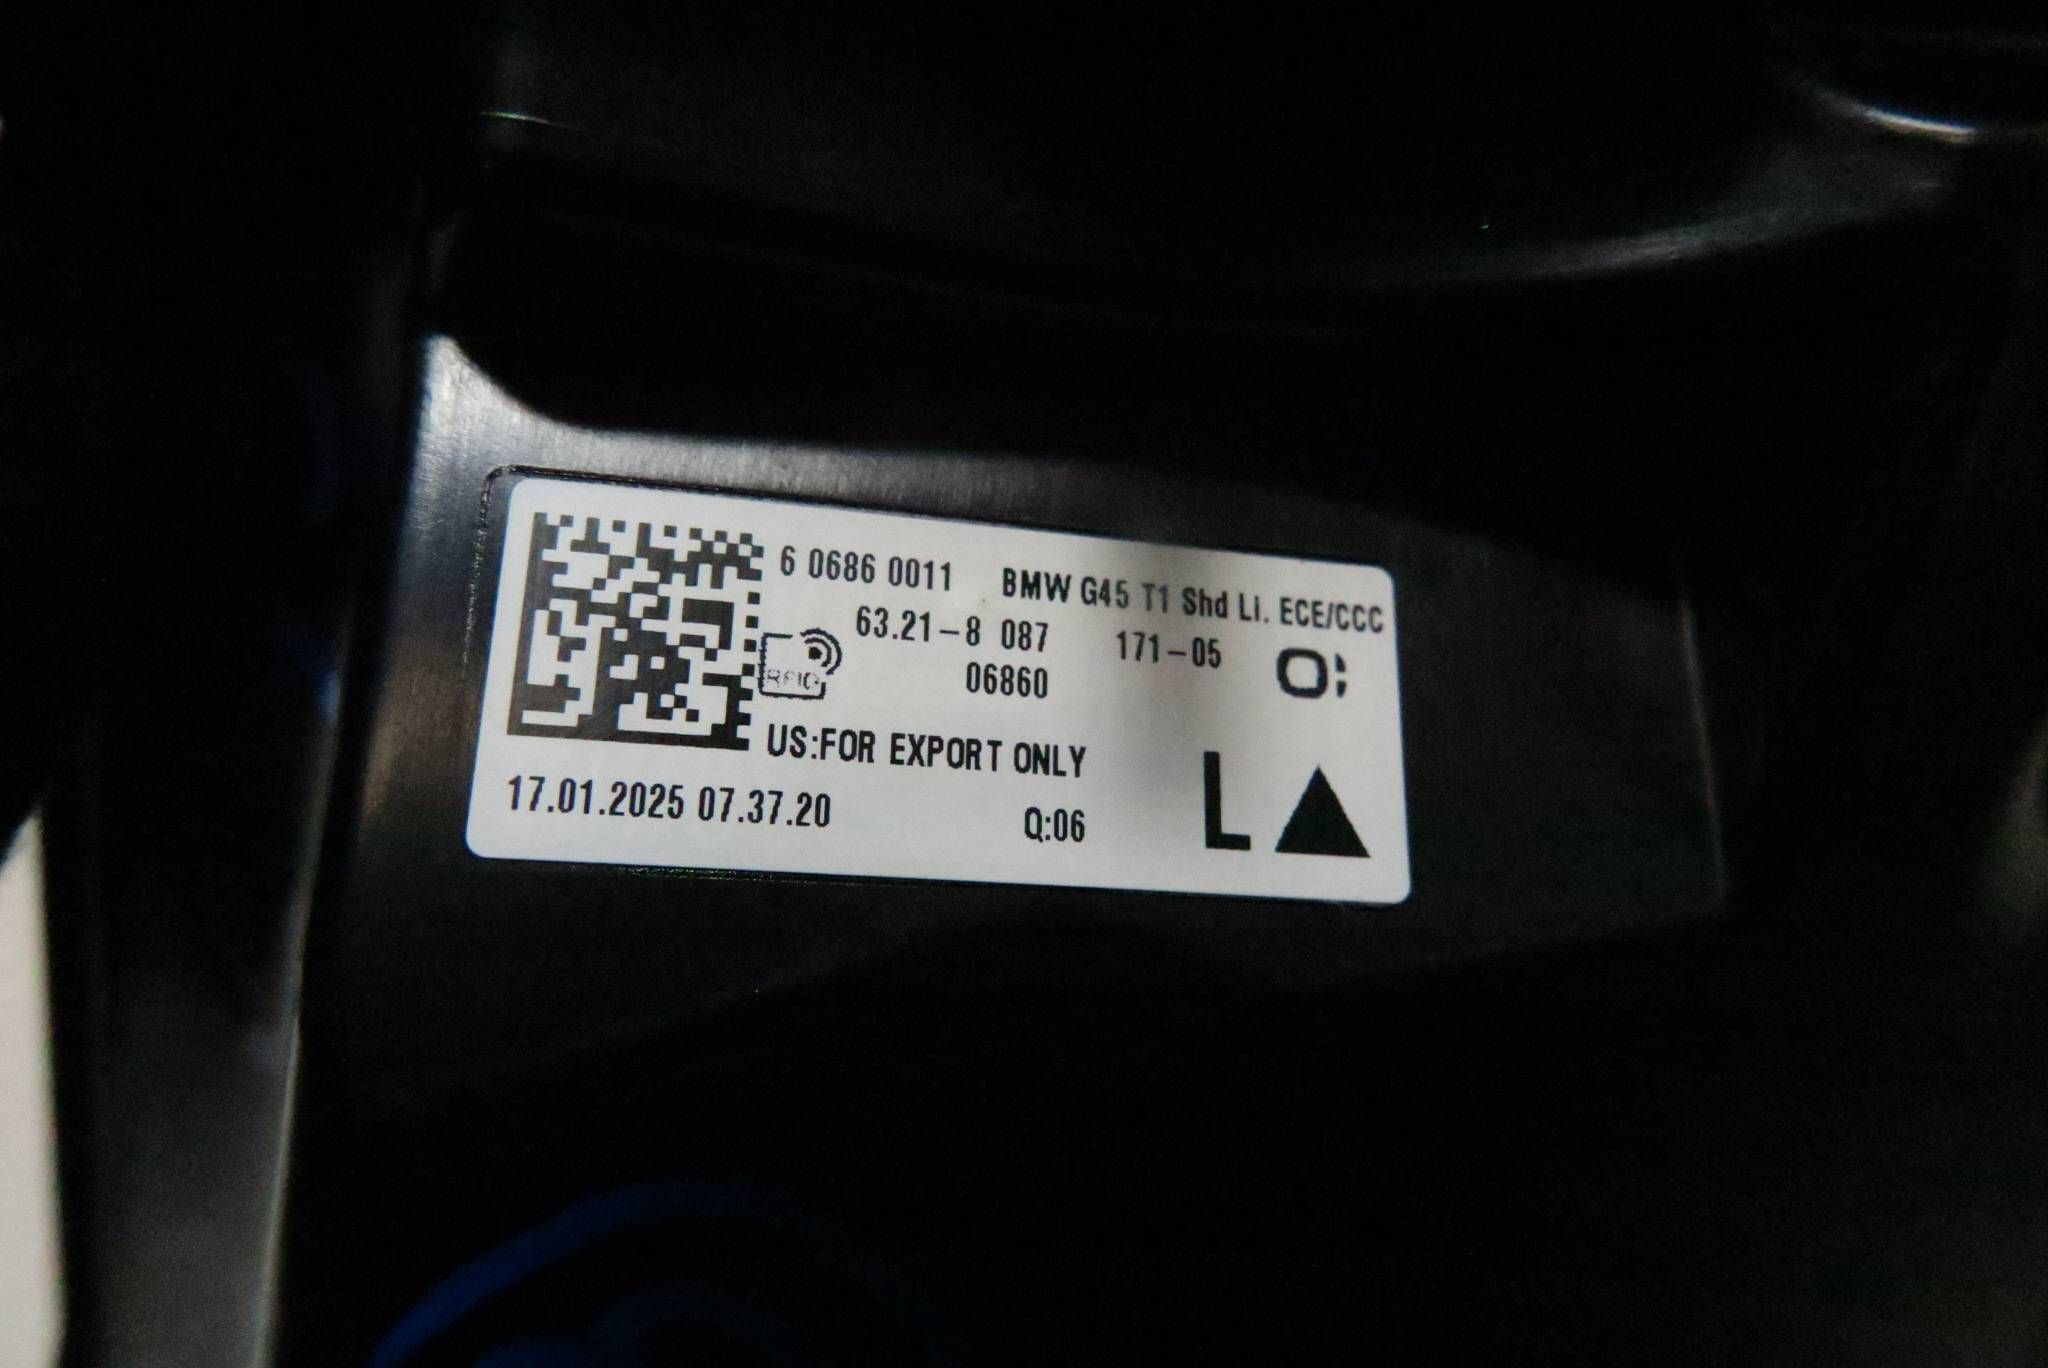 6 0686 0011 BMW G45 T1 Shd Li. ECE/CCC
63.21-8 087 171-05
RFID
06860
US:FOR EXPORT ONLY
17.01.2025 07.37.20 Q:06
L